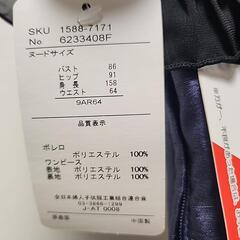 SKU 1588-7171
No. 6233408F
ヌードサイズ
バスト 86
ヒップ 91
身長 158
ウエスト 64
9AR64
品質表示
ボレロ
ポリエステル 100%
ワンピース
表地 ポリエステル 100%
裏地 ポリエステル 100%
全日本婦人子供服工業組合連合会
J-AT 0008
中国製